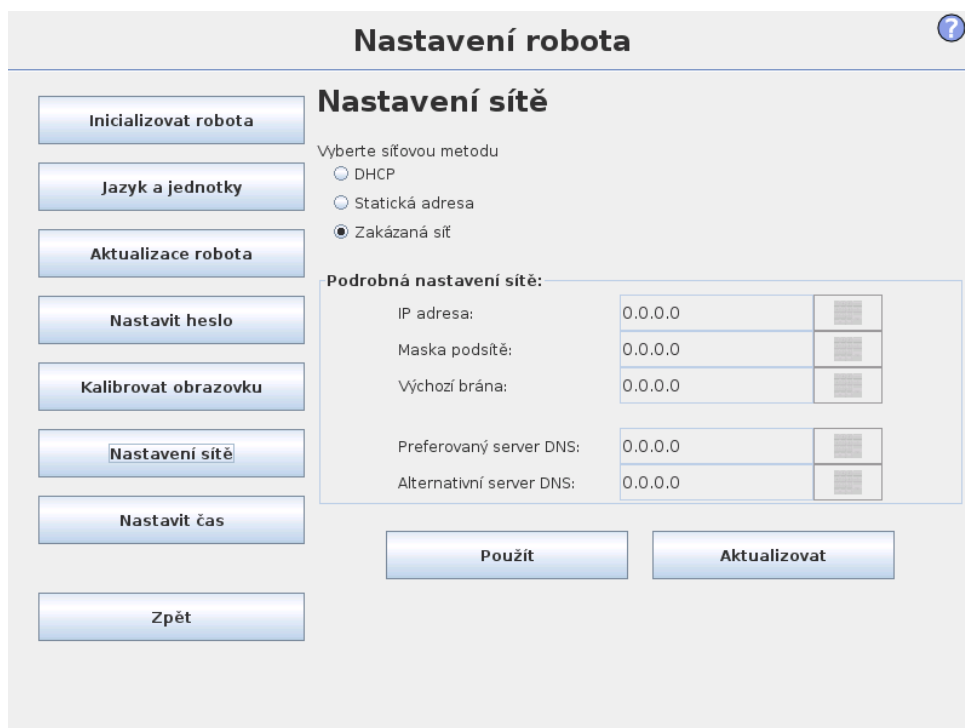 Nastavení robota
?
Inicializovat robota
Jazyk a jednotky
Aktualizace robota
Nastavit heslo
Kalibrovat obrazovku
Nastavení sítě
Nastavit čas
Zpět
Nastavení sítě
Vyberte síťovou metodu
DHCP
Statická adresa
Zakázaná síť
Podrobná nastavení sítě:
IP adresa: 0.0.0.0
Maska podsítě: 0.0.0.0
Výchozí brána: 0.0.0.0
Preferovaný server DNS: 0.0.0.0
Alternativní server DNS: 0.0.0.0
Použít Aktualizovat